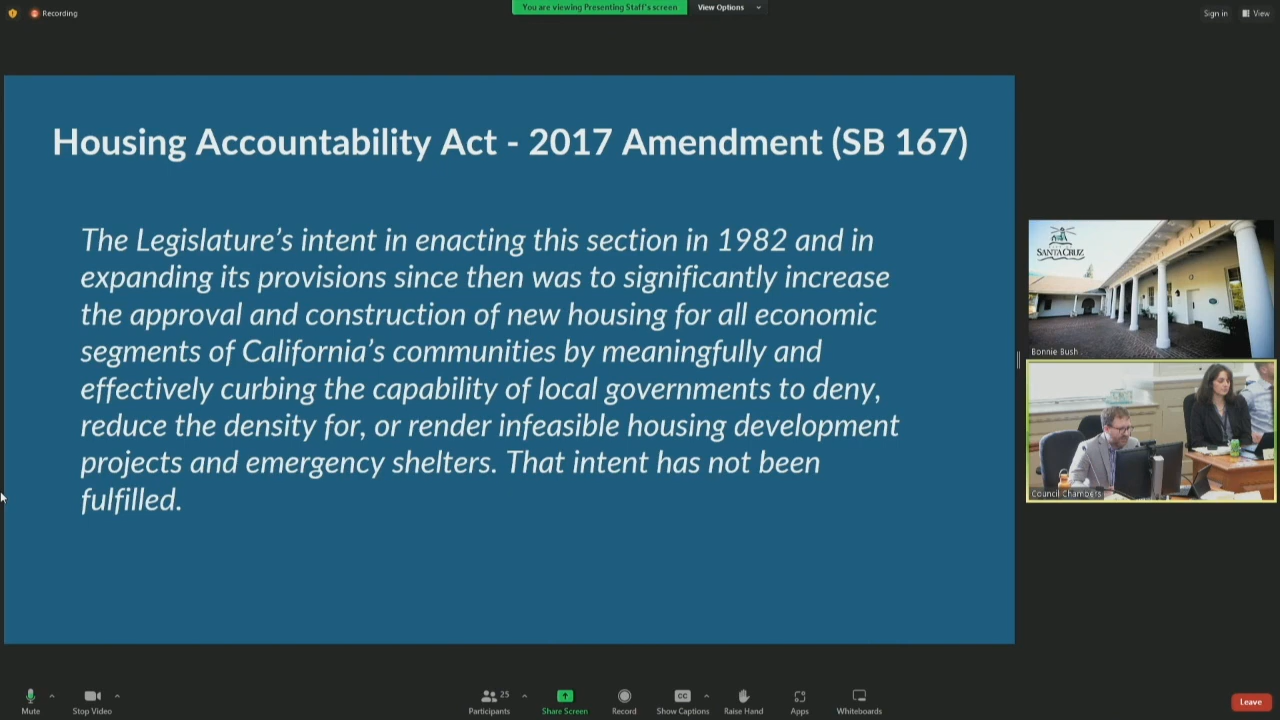 Recording
You are viewing Presenting Staff's screen
View Options
Sign in
View
Housing Accountability Act - 2017 Amendment (SB 167)
The Legislature's intent in enacting this section in 1982 and in
expanding its provisions since then was to significantly increase
the approval and construction of new housing for all economic
segments of California's communities by meaningfully and
effectively curbing the capability of local governments to deny,
reduce the density for, or render infeasible housing development
projects and emergency shelters. That intent has not been
fulfilled.
SANTA CRUZ
HALL
Bonnie Bush
Council Chambers
Mute
Stop Video
Participants
25
Share Screen
Record
CC
Show Captions
Raise Hand
Apps
Whiteboards
Leave